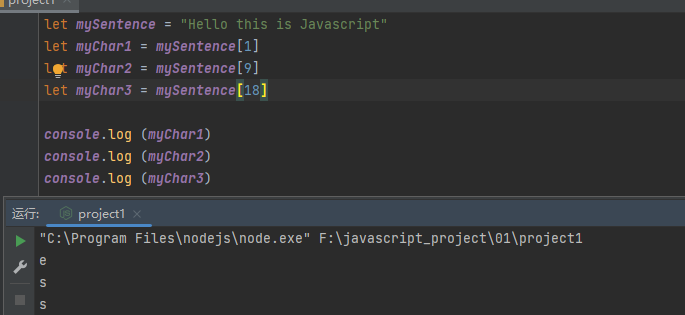 project1
let mySentence = "Hello this is Javascript"
let myChar1 = mySentence[1]
let myChar2 = mySentence[9]
let myChar3 = mySentence[18]
console.log (myChar1)
console.log (myChar2)
console.log (myChar3)
运行: project1
"C:\Program Files\nodejs\node.exe" F:\javascript_project\01\project1
e
s
s